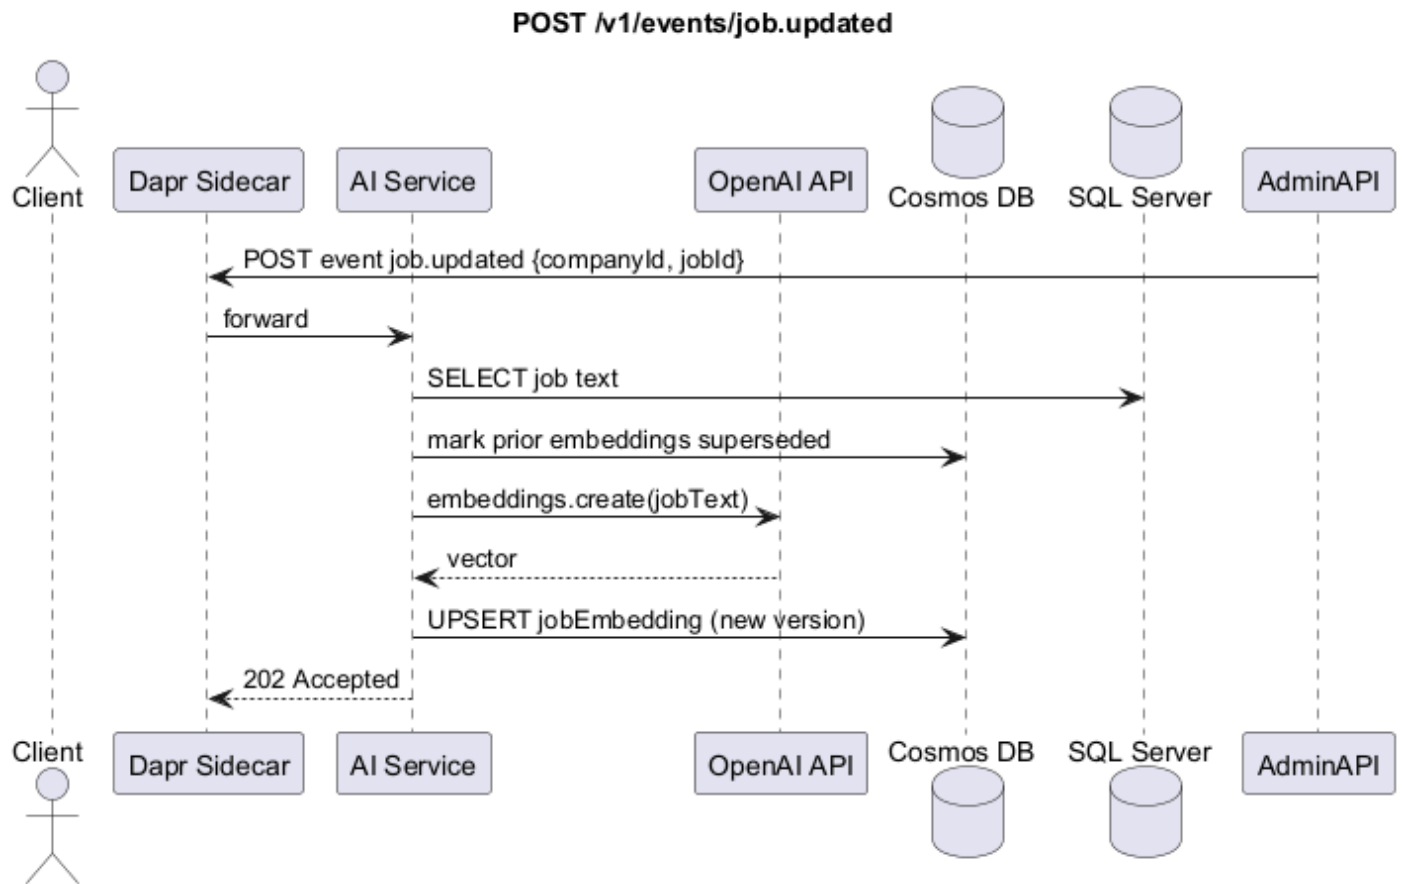 POST /v1/events/job.updated
Client
Dapr Sidecar
AI Service
OpenAI API
Cosmos DB
SQL Server
AdminAPI
POST event job.updated {companyId, jobId}
forward
SELECT job text
mark prior embeddings superseded
embeddings.create(jobText)
vector
UPSERT jobEmbedding (new version)
202 Accepted
Client
Dapr Sidecar
AI Service
OpenAI API
Cosmos DB
SQL Server
AdminAPI